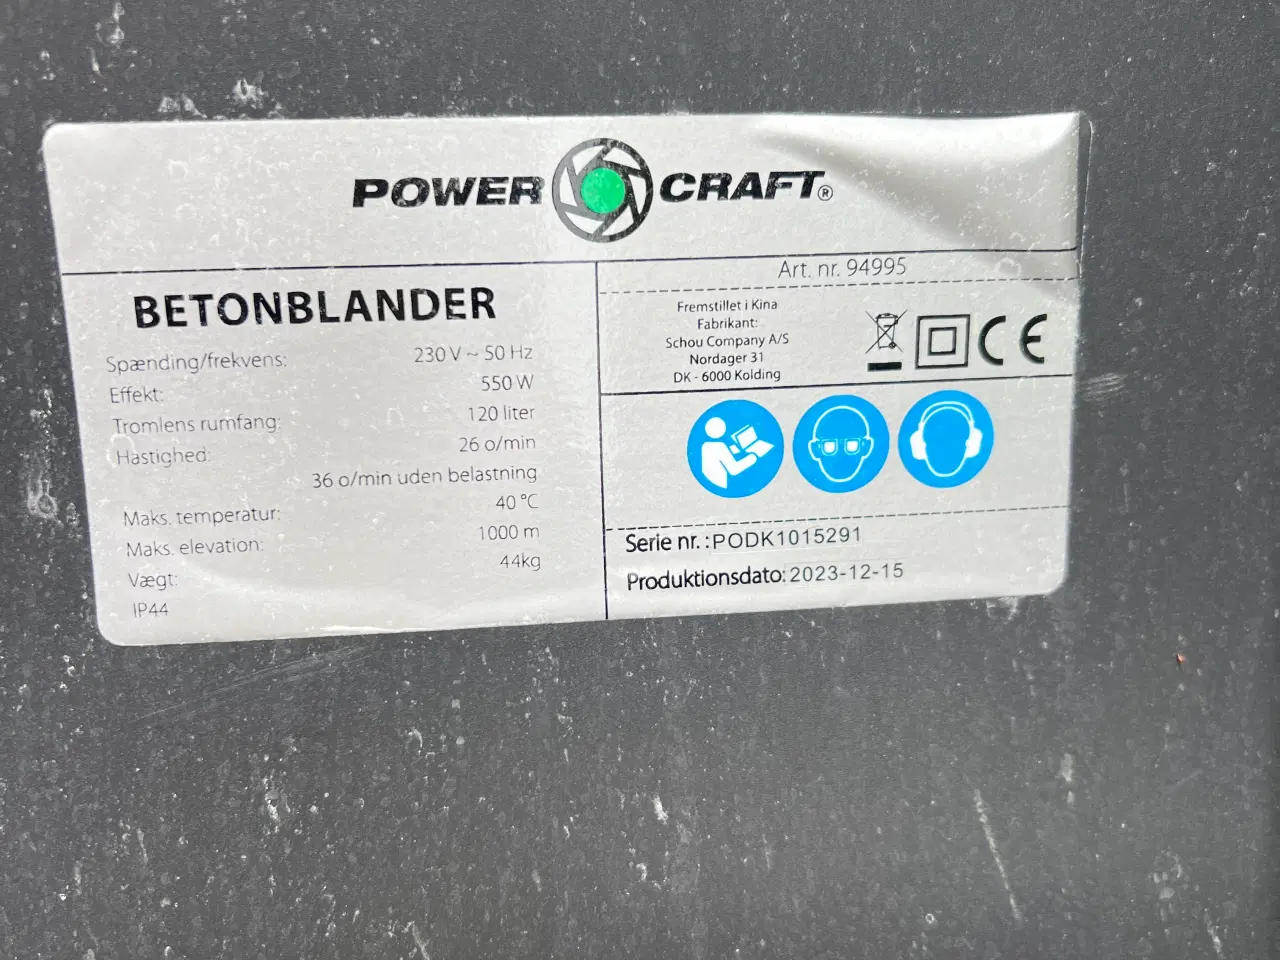 POWER CRAFT®
BETONBLANDER
Spænding/frekvens: 230 V ~ 50 Hz
Effekt: 550 W
Tromlens rumfang: 120 liter
Hastighed: 26 o/min
36 o/min uden belastning
Maks. temperatur: 40 °C
Maks. elevation: 1000 m
Vægt: 44kg
IP44
Art. nr. 94995
Fremstillet i Kina
Fabrikant:
Schou Company A/S
Nordager 31
DK - 6000 Kolding
CE
Serie nr. :PODK1015291
Produktionsdato: 2023-12-15